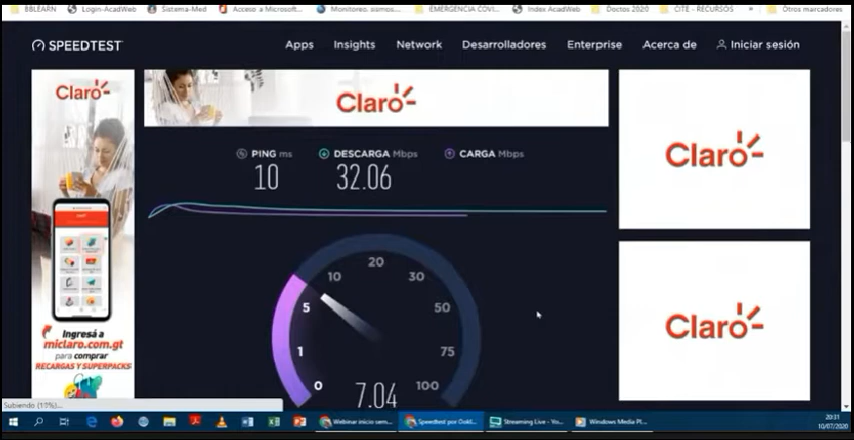 BBLEARN Login-AcadWeb Sistema-Med Acceso a Microsoft... Monitoreo. sismos... (EMERGENCIA COVI... Index AcadWeb Doctos 2020 CITE - RECURSOS » Otros marcadores
SPEEDTEST Apps Insights Network Desarrolladores Enterprise Acerca de Iniciar sesión
Claro
Claro
Claro
PING ms DESCARGA Mbps CARGA Mbps
10 32.06
0 1 5 10 20 30 50 75 100
7.04
Claro
Ingresá a
miclaro.com.gt
para comprar
RECARGAS Y SUPERPACKS
Webinar inicio sem... Speedtest por Ookl... Streaming Live - Yo... Windows Media Pl...
20:31
10/07/2020